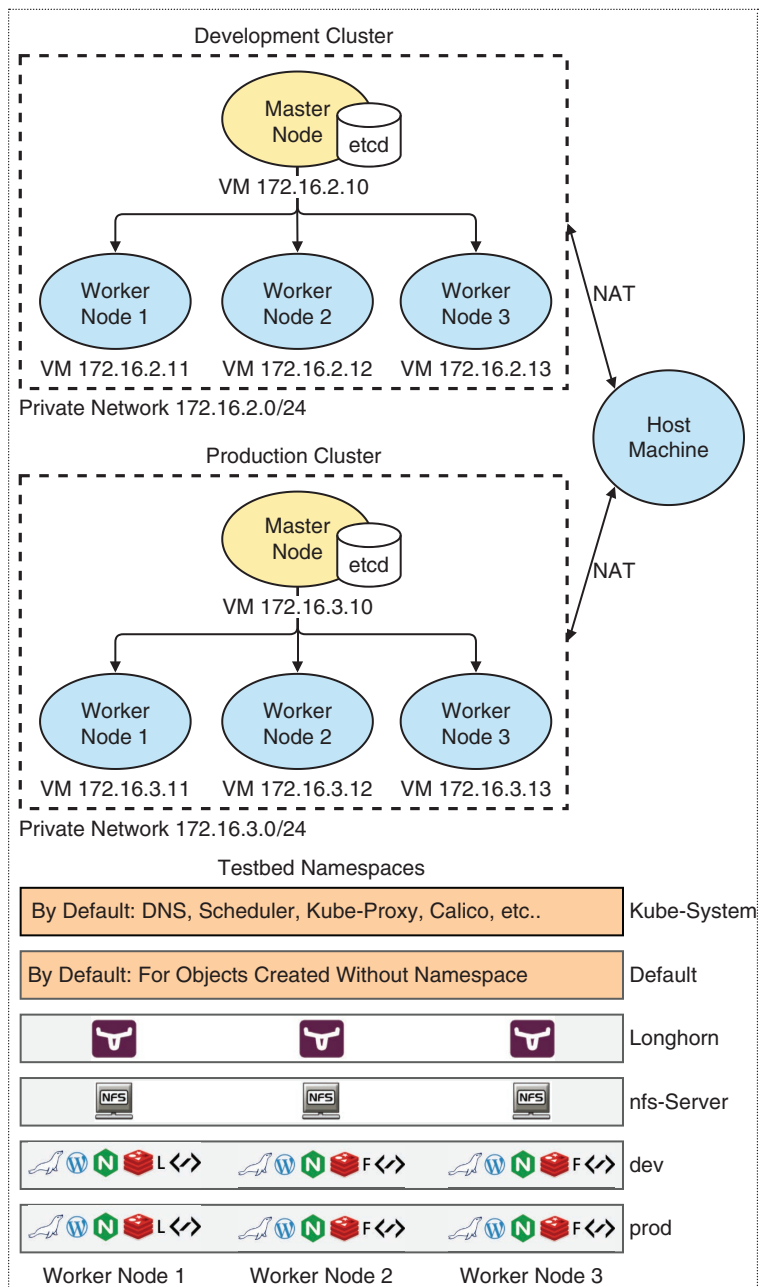 Development Cluster
Master
Node
etcd
VM 172.16.2.10
Worker
Node 1
Worker
Node 2
Worker
Node 3
VM 172.16.2.11
VM 172.16.2.12
VM 172.16.2.13
Private Network 172.16.2.0/24
NAT
Host
Machine
Production Cluster
Master
Node
etcd
VM 172.16.3.10
NAT
Worker
Node 1
Worker
Node 2
Worker
Node 3
VM 172.16.3.11
VM 172.16.3.12
VM 172.16.3.13
Private Network 172.16.3.0/24
Testbed Namespaces
By Default: DNS, Scheduler, Kube-Proxy, Calico, etc..
Kube-System
By Default: For Objects Created Without Namespace
Default
Longhorn
NFS NFS NFS
nfs-Server
W N L W N F W N F
dev
W N L W N F W N F
prod
Worker Node 1
Worker Node 2
Worker Node 3